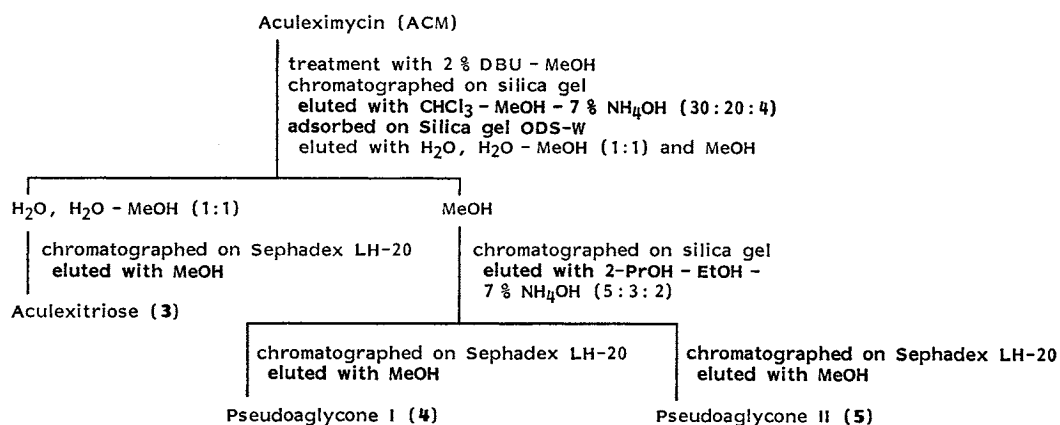 Aculeximycin (ACM)
treatment with 2 % DBU – MeOH
chromatographed on silica gel
eluted with CHCl₃ – MeOH – 7 % NH₄OH (30 : 20 : 4)
adsorbed on Silica gel ODS-W
eluted with H₂O, H₂O – MeOH (1 : 1) and MeOH
H₂O, H₂O – MeOH (1 : 1)
MeOH
chromatographed on Sephadex LH-20
eluted with MeOH
chromatographed on silica gel
eluted with 2-PrOH – EtOH –
7 % NH₄OH (5 : 3 : 2)
Aculexitriose (3)
chromatographed on Sephadex LH-20
eluted with MeOH
chromatographed on Sephadex LH-20
eluted with MeOH
Pseudoaglycone I (4)
Pseudoaglycone II (5)